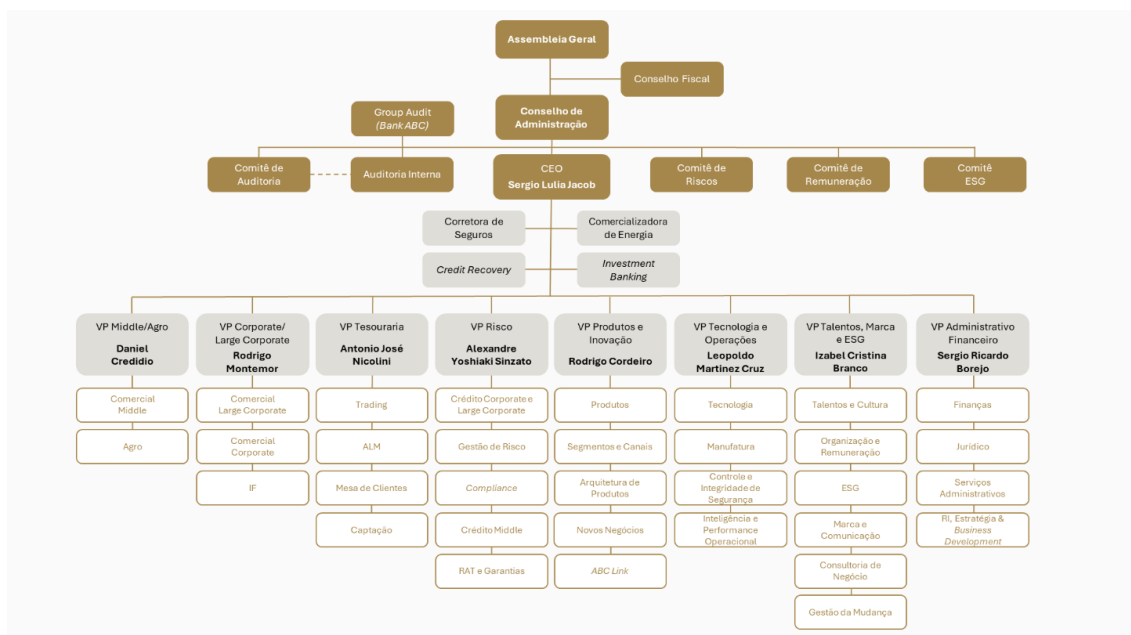 Assembleia Geral
Conselho Fiscal
Group Audit
(Bank ABC)
Conselho de
Administração
Comitê de
Auditoria
Auditoria Interna
CEO
Sergio Lulia Jacob
Comitê de
Riscos
Comitê de
Remuneração
Comitê
ESG
Corretora de
Seguros
Comercializadora
de Energia
Credit Recovery
Investment
Banking
VP Middle/Agro
Daniel
Credidio
VP Corporate/
Large Corporate
Rodrigo
Montemor
VP Tesouraria
Antonio José
Nicolini
VP Risco
Alexandre
Yoshiaki Sinzato
VP Produtos e
Inovação
Rodrigo Cordeiro
VP Tecnologia e
Operações
Leopoldo
Martinez Cruz
VP Talentos, Marca
e ESG
Izabel Cristina
Branco
VP Administrativo
Financeiro
Sergio Ricardo
Borejo
Comercial
Middle
Agro
Comercial
Large Corporate
Comercial
Corporate
IF
Trading
ALM
Mesa de Clientes
Captação
Crédito Corporate e
Large Corporate
Gestão de Risco
Compliance
Crédito Middle
RAT e Garantias
Produtos
Segmentos e Canais
Arquitetura de
Produtos
Novos Negócios
ABC Link
Tecnologia
Manufatura
Controle e
Integridade de
Segurança
Inteligência e
Performance
Operacional
Talentos e Cultura
Organização e
Remuneração
ESG
Marca e
Comunicação
Consultoria de
Negócio
Gestão da Mudança
Finanças
Jurídico
Serviços
Administrativos
RI, Estratégia &
Business
Development